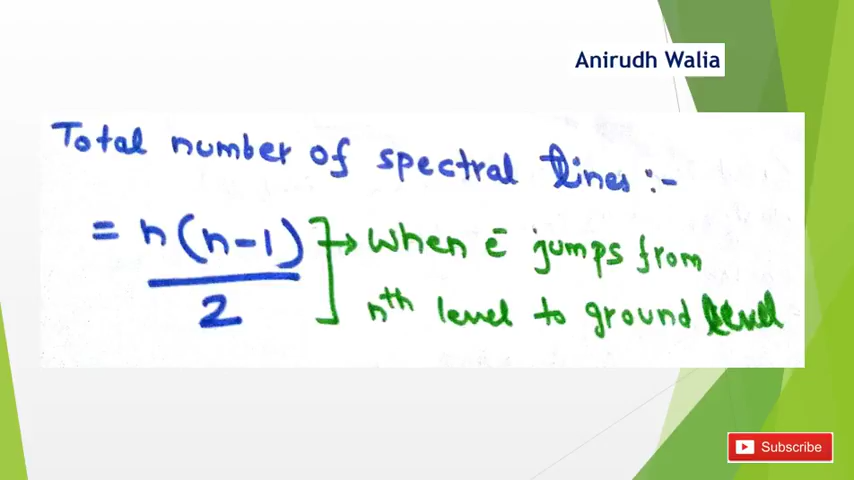 Anirudh Walia
Total number of spectral lines :-
= n(n-1)/2 ] → when ē jumps from
nth level to ground level
Subscribe